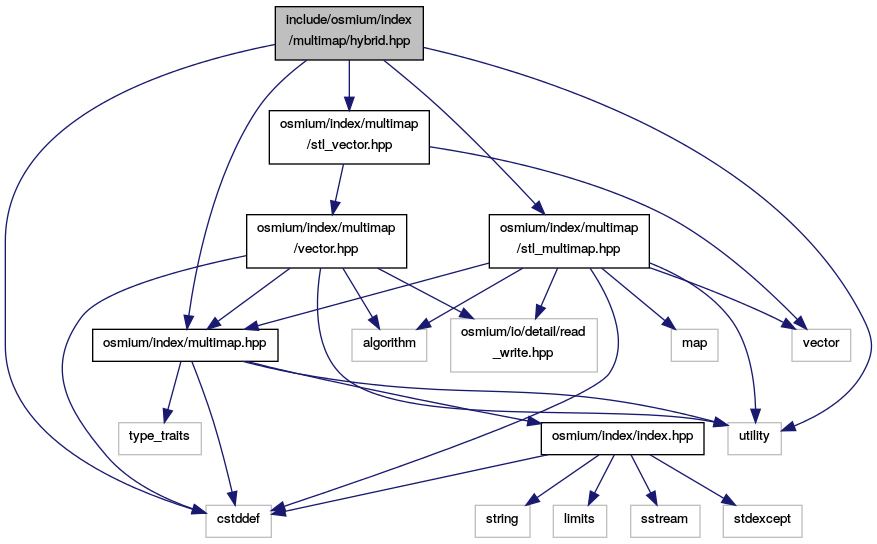 include/osmium/index
/multimap/hybrid.hpp
osmium/index/multimap
/stl_vector.hpp
osmium/index/multimap
/vector.hpp
osmium/index/multimap
/stl_multimap.hpp
osmium/index/multimap.hpp
algorithm
osmium/io/detail/read
_write.hpp
map
vector
type_traits
osmium/index/index.hpp
utility
cstddef
string
limits
sstream
stdexcept